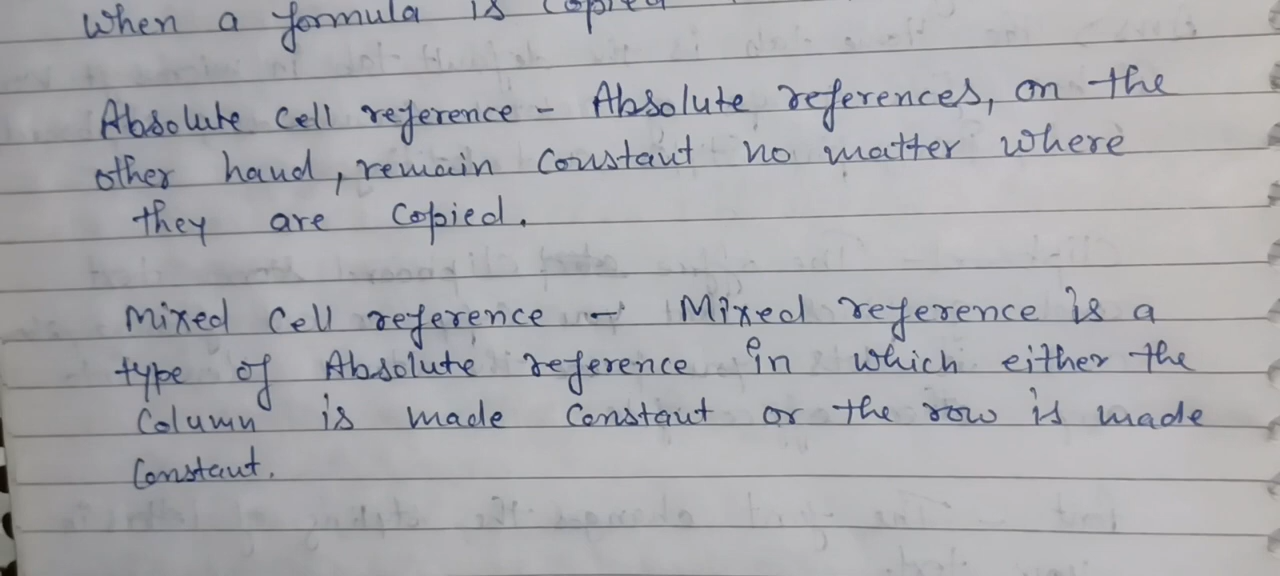 When a formula is copied
Absolute cell reference - Absolute references, on the
other hand, remain constant no matter where
they are copied.
Mixed cell reference - Mixed reference is a
type of Absolute reference in which either the
column is made constant or the row is made
constant.